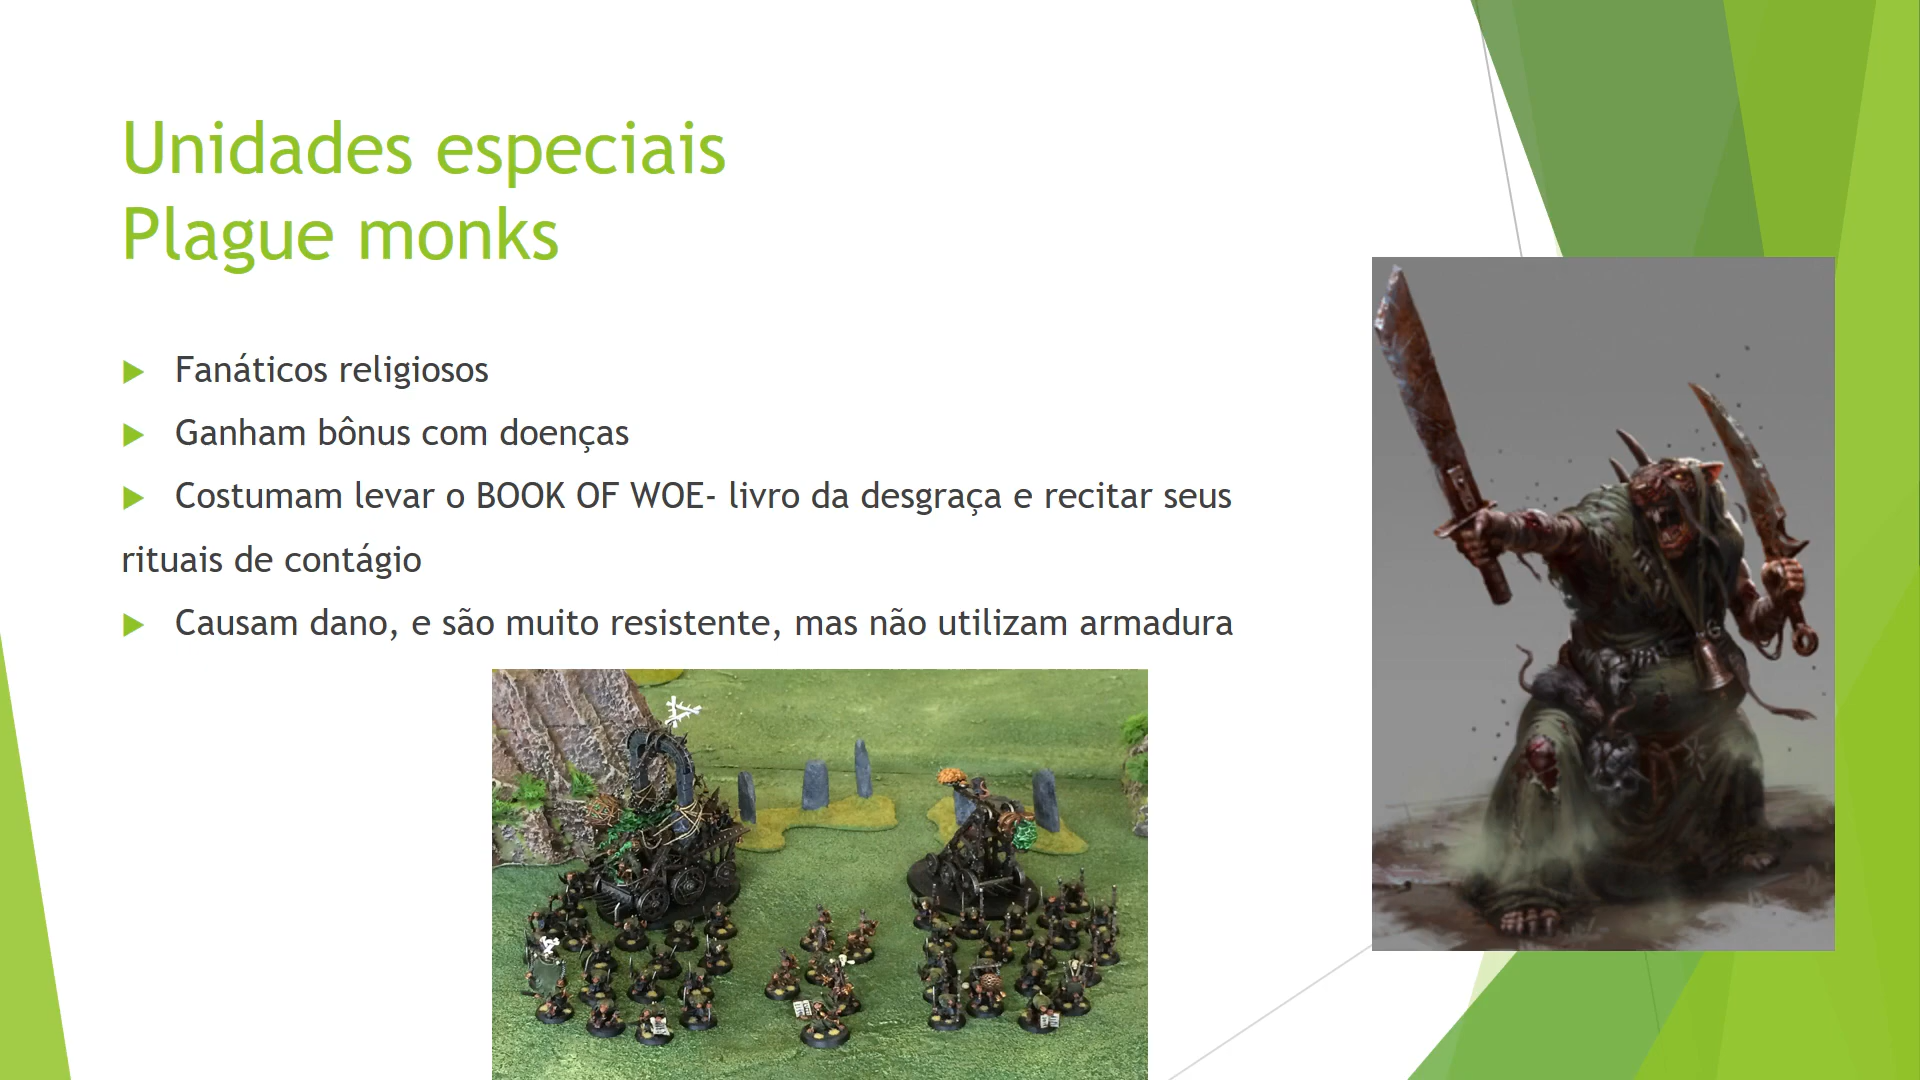 Unidades especiais
Plague monks
Fanáticos religiosos
Ganham bônus com doenças
Costumam levar o BOOK OF WOE- livro da desgraça e recitar seus
rituais de contágio
Causam dano, e são muito resistente, mas não utilizam armadura